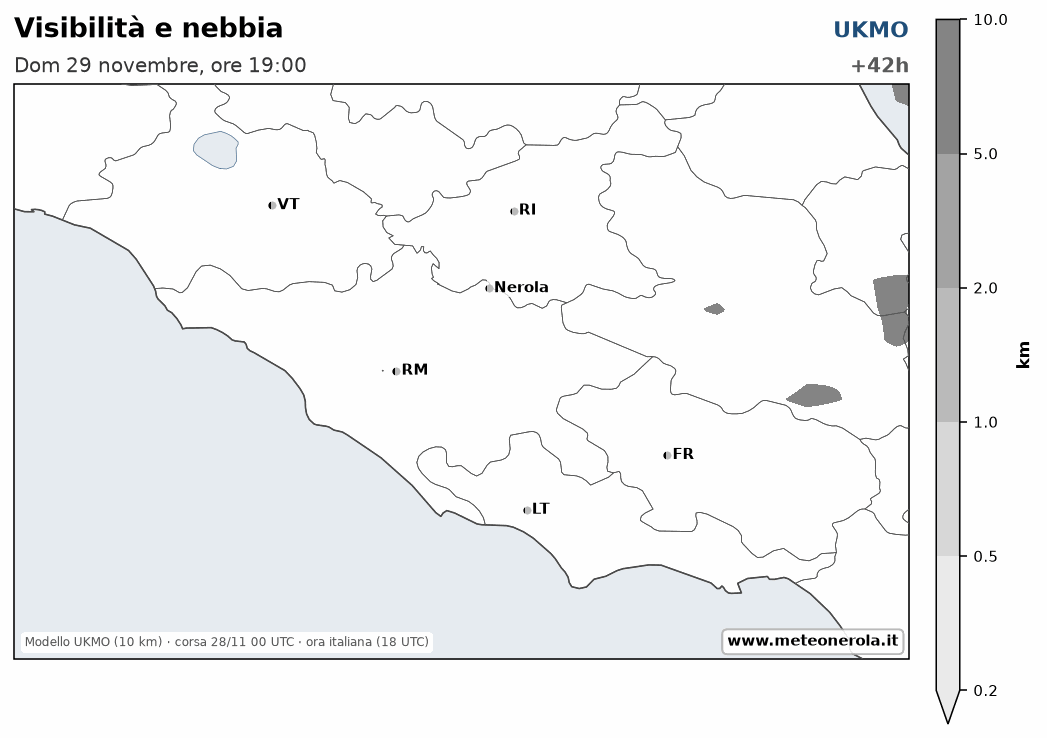 Visibilità e nebbia
UKMO
Dom 29 novembre, ore 19:00
+42h
10.0
5.0
2.0
1.0
0.5
0.2
km
VT
RI
Nerola
RM
FR
LT
Modello UKMO (10 km) · corsa 28/11 00 UTC · ora italiana (18 UTC)
www.meteonerola.it